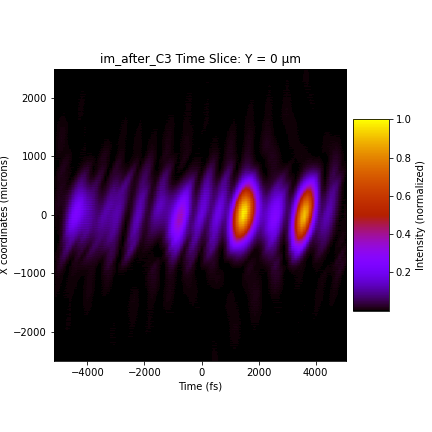 im_after_C3 Time Slice: Y = 0 μm
X coordinates (microns)
2000
1000
0
−1000
−2000
−4000 −2000 0 2000 4000
Time (fs)
1.0
0.8
0.6
0.4
0.2
Intensity (normalized)